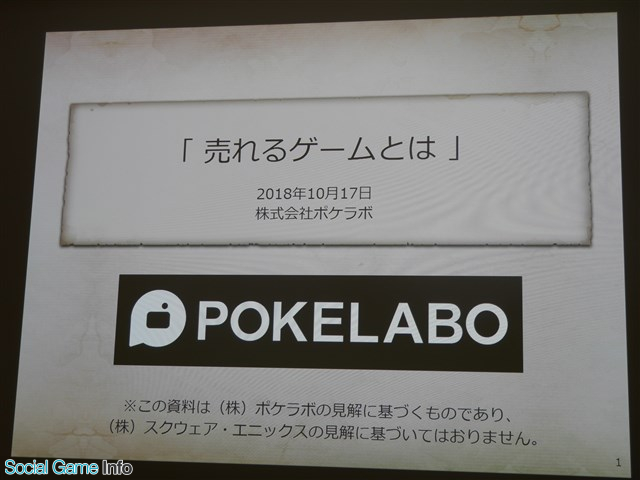 「 売れるゲームとは 」
2018年10月17日
株式会社ポケラボ
POKELABO
※この資料は（株）ポケラボの見解に基づくものであり、
（株）スクウェア・エニックスの見解に基づいてはおりません。
1
Social Game Info